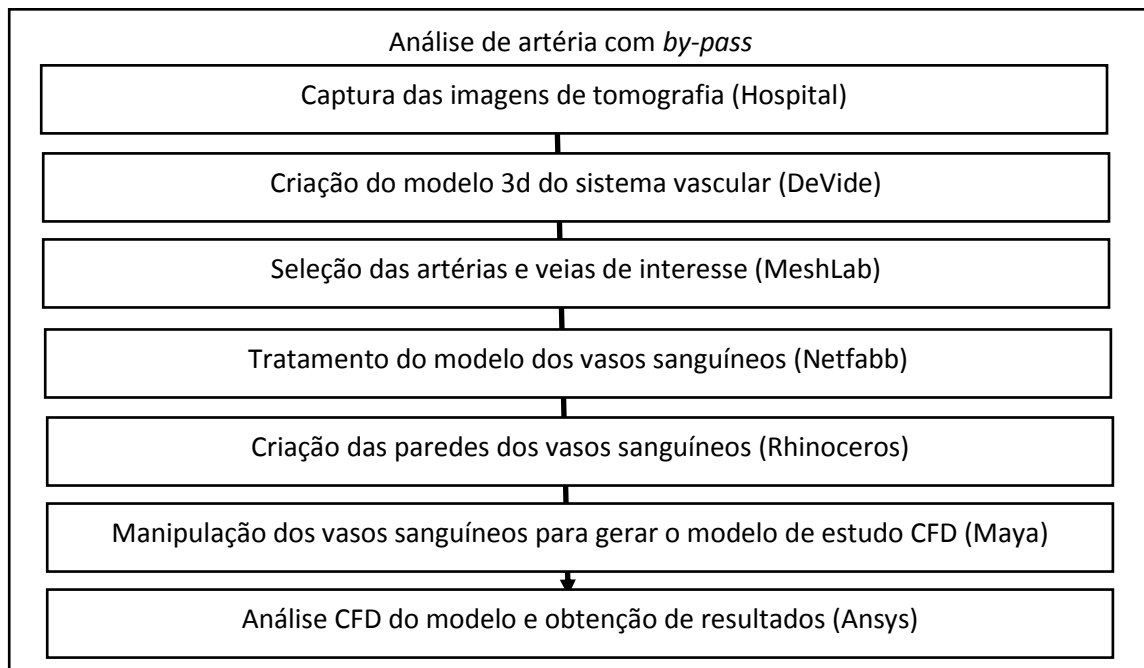 Análise de artéria com by-pass
Captura das imagens de tomografia (Hospital)
Criação do modelo 3d do sistema vascular (DeVide)
Seleção das artérias e veias de interesse (MeshLab)
Tratamento do modelo dos vasos sanguíneos (Netfabb)
Criação das paredes dos vasos sanguíneos (Rhinoceros)
Manipulação dos vasos sanguíneos para gerar o modelo de estudo CFD (Maya)
Análise CFD do modelo e obtenção de resultados (Ansys)